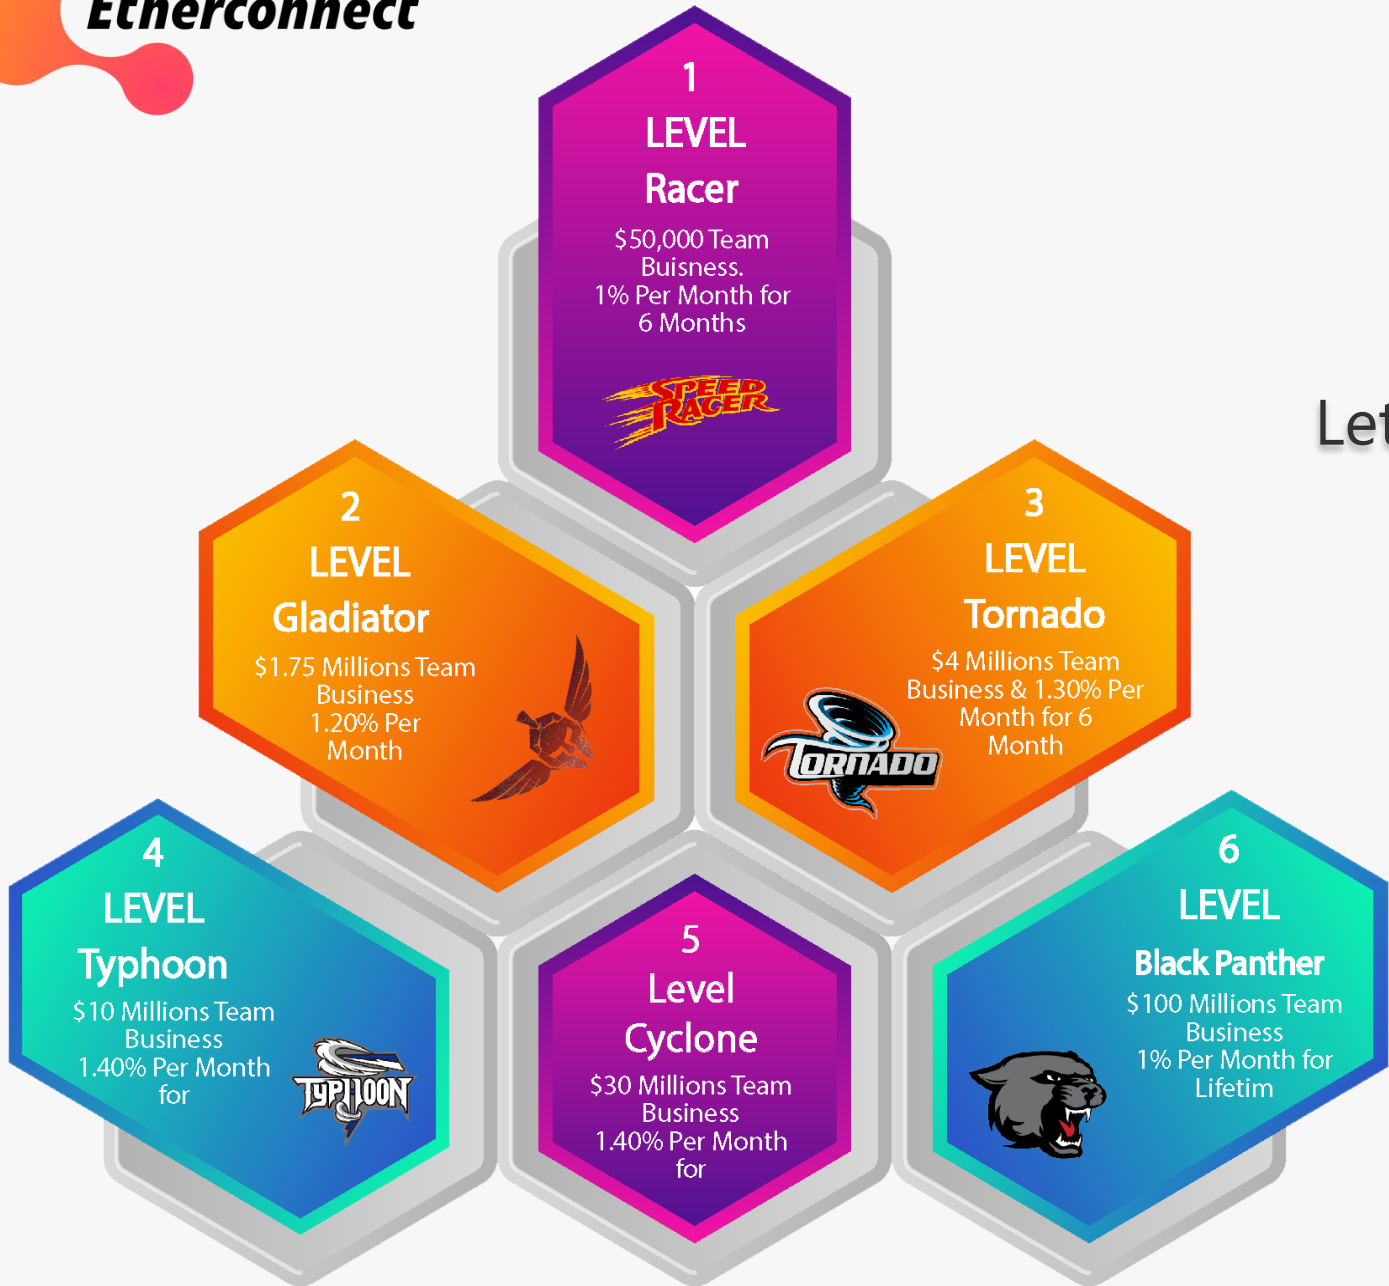 Etherconnect
1
LEVEL
Racer
$50,000 Team
Buisness.
1% Per Month for
6 Months
SPEED
RACER
Let
2
LEVEL
Gladiator
$1.75 Millions Team
Business
1.20% Per
Month
3
LEVEL
Tornado
$4 Millions Team
Business & 1.30% Per
Month for 6
Month
TORNADO
4
LEVEL
Typhoon
$10 Millions Team
Business
1.40% Per Month
for
TYPHOON
5
Level
Cyclone
$30 Millions Team
Business
1.40% Per Month
for
6
LEVEL
Black Panther
$100 Millions Team
Business
1% Per Month for
Lifetim